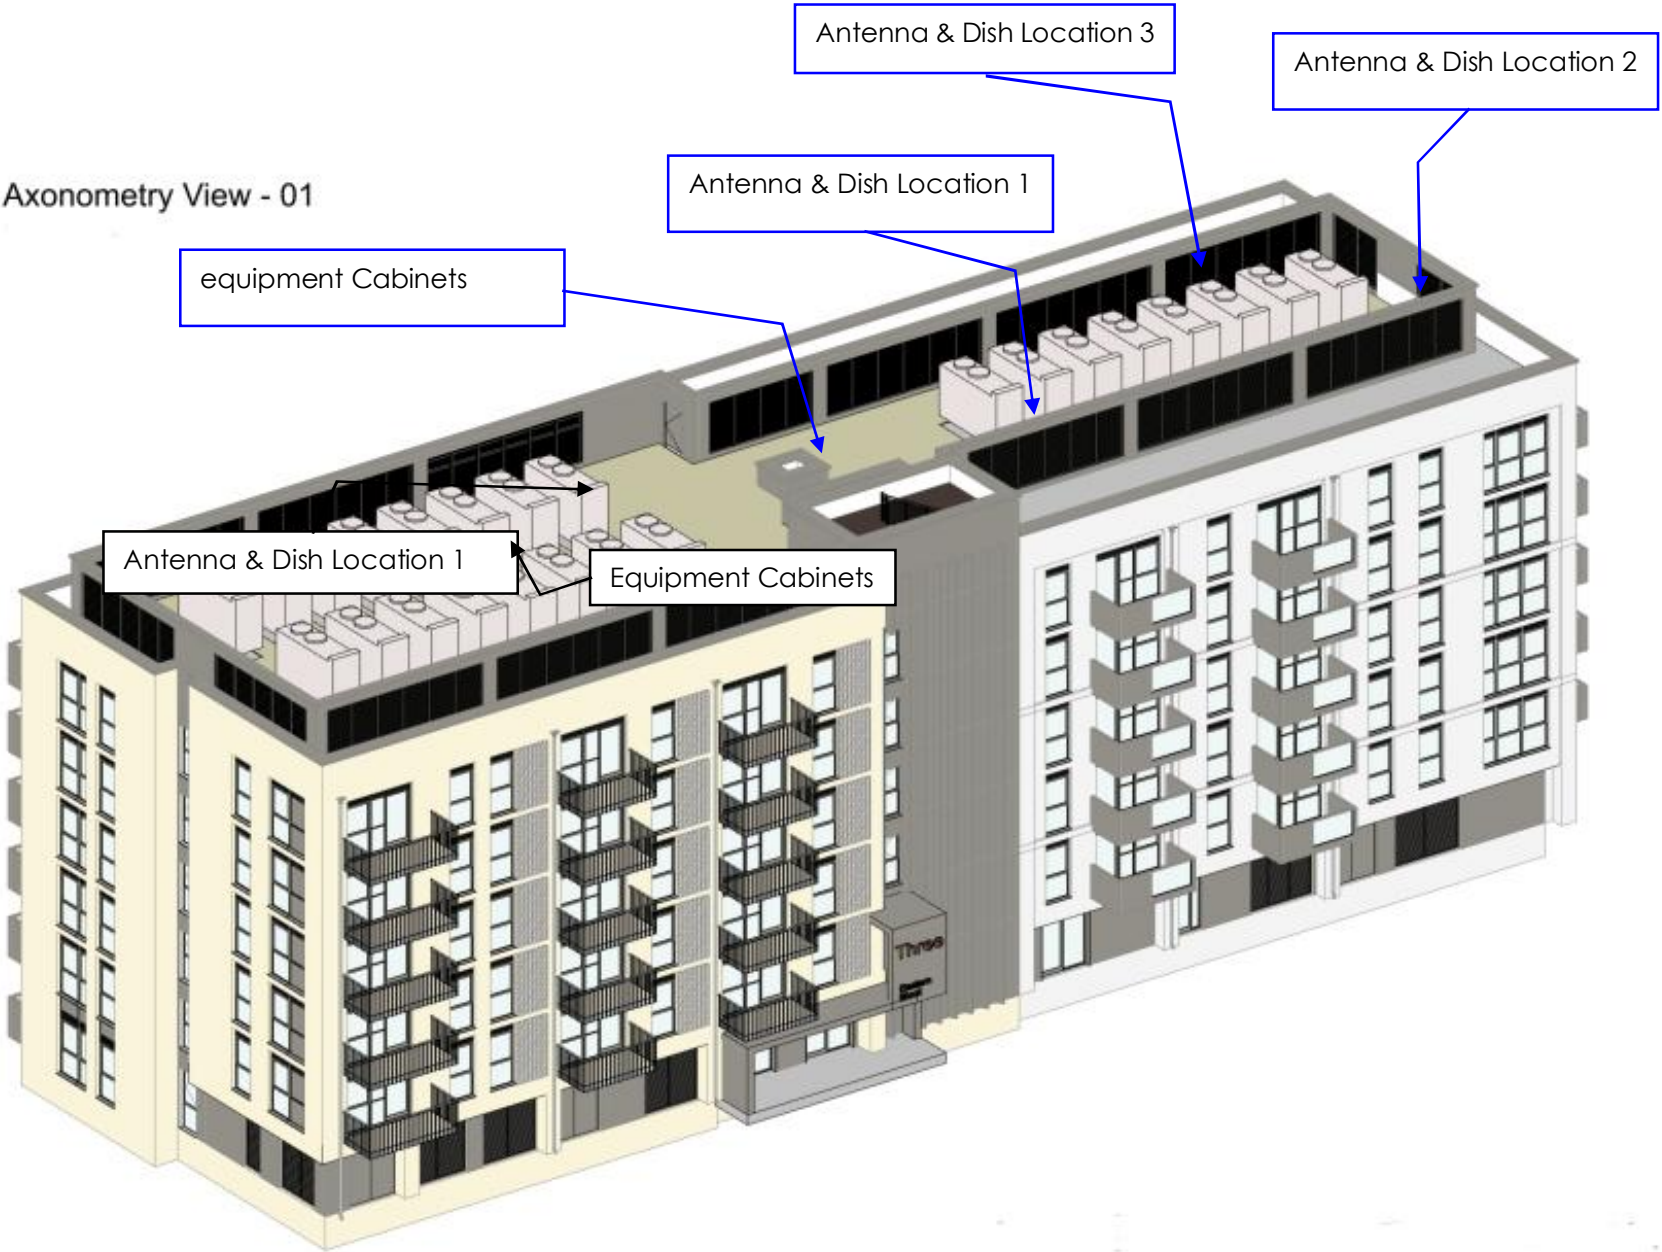 Antenna & Dish Location 3
Antenna & Dish Location 2
Antenna & Dish Location 1
Axonometry View - 01
equipment Cabinets
Antenna & Dish Location 1
Equipment Cabinets
Three